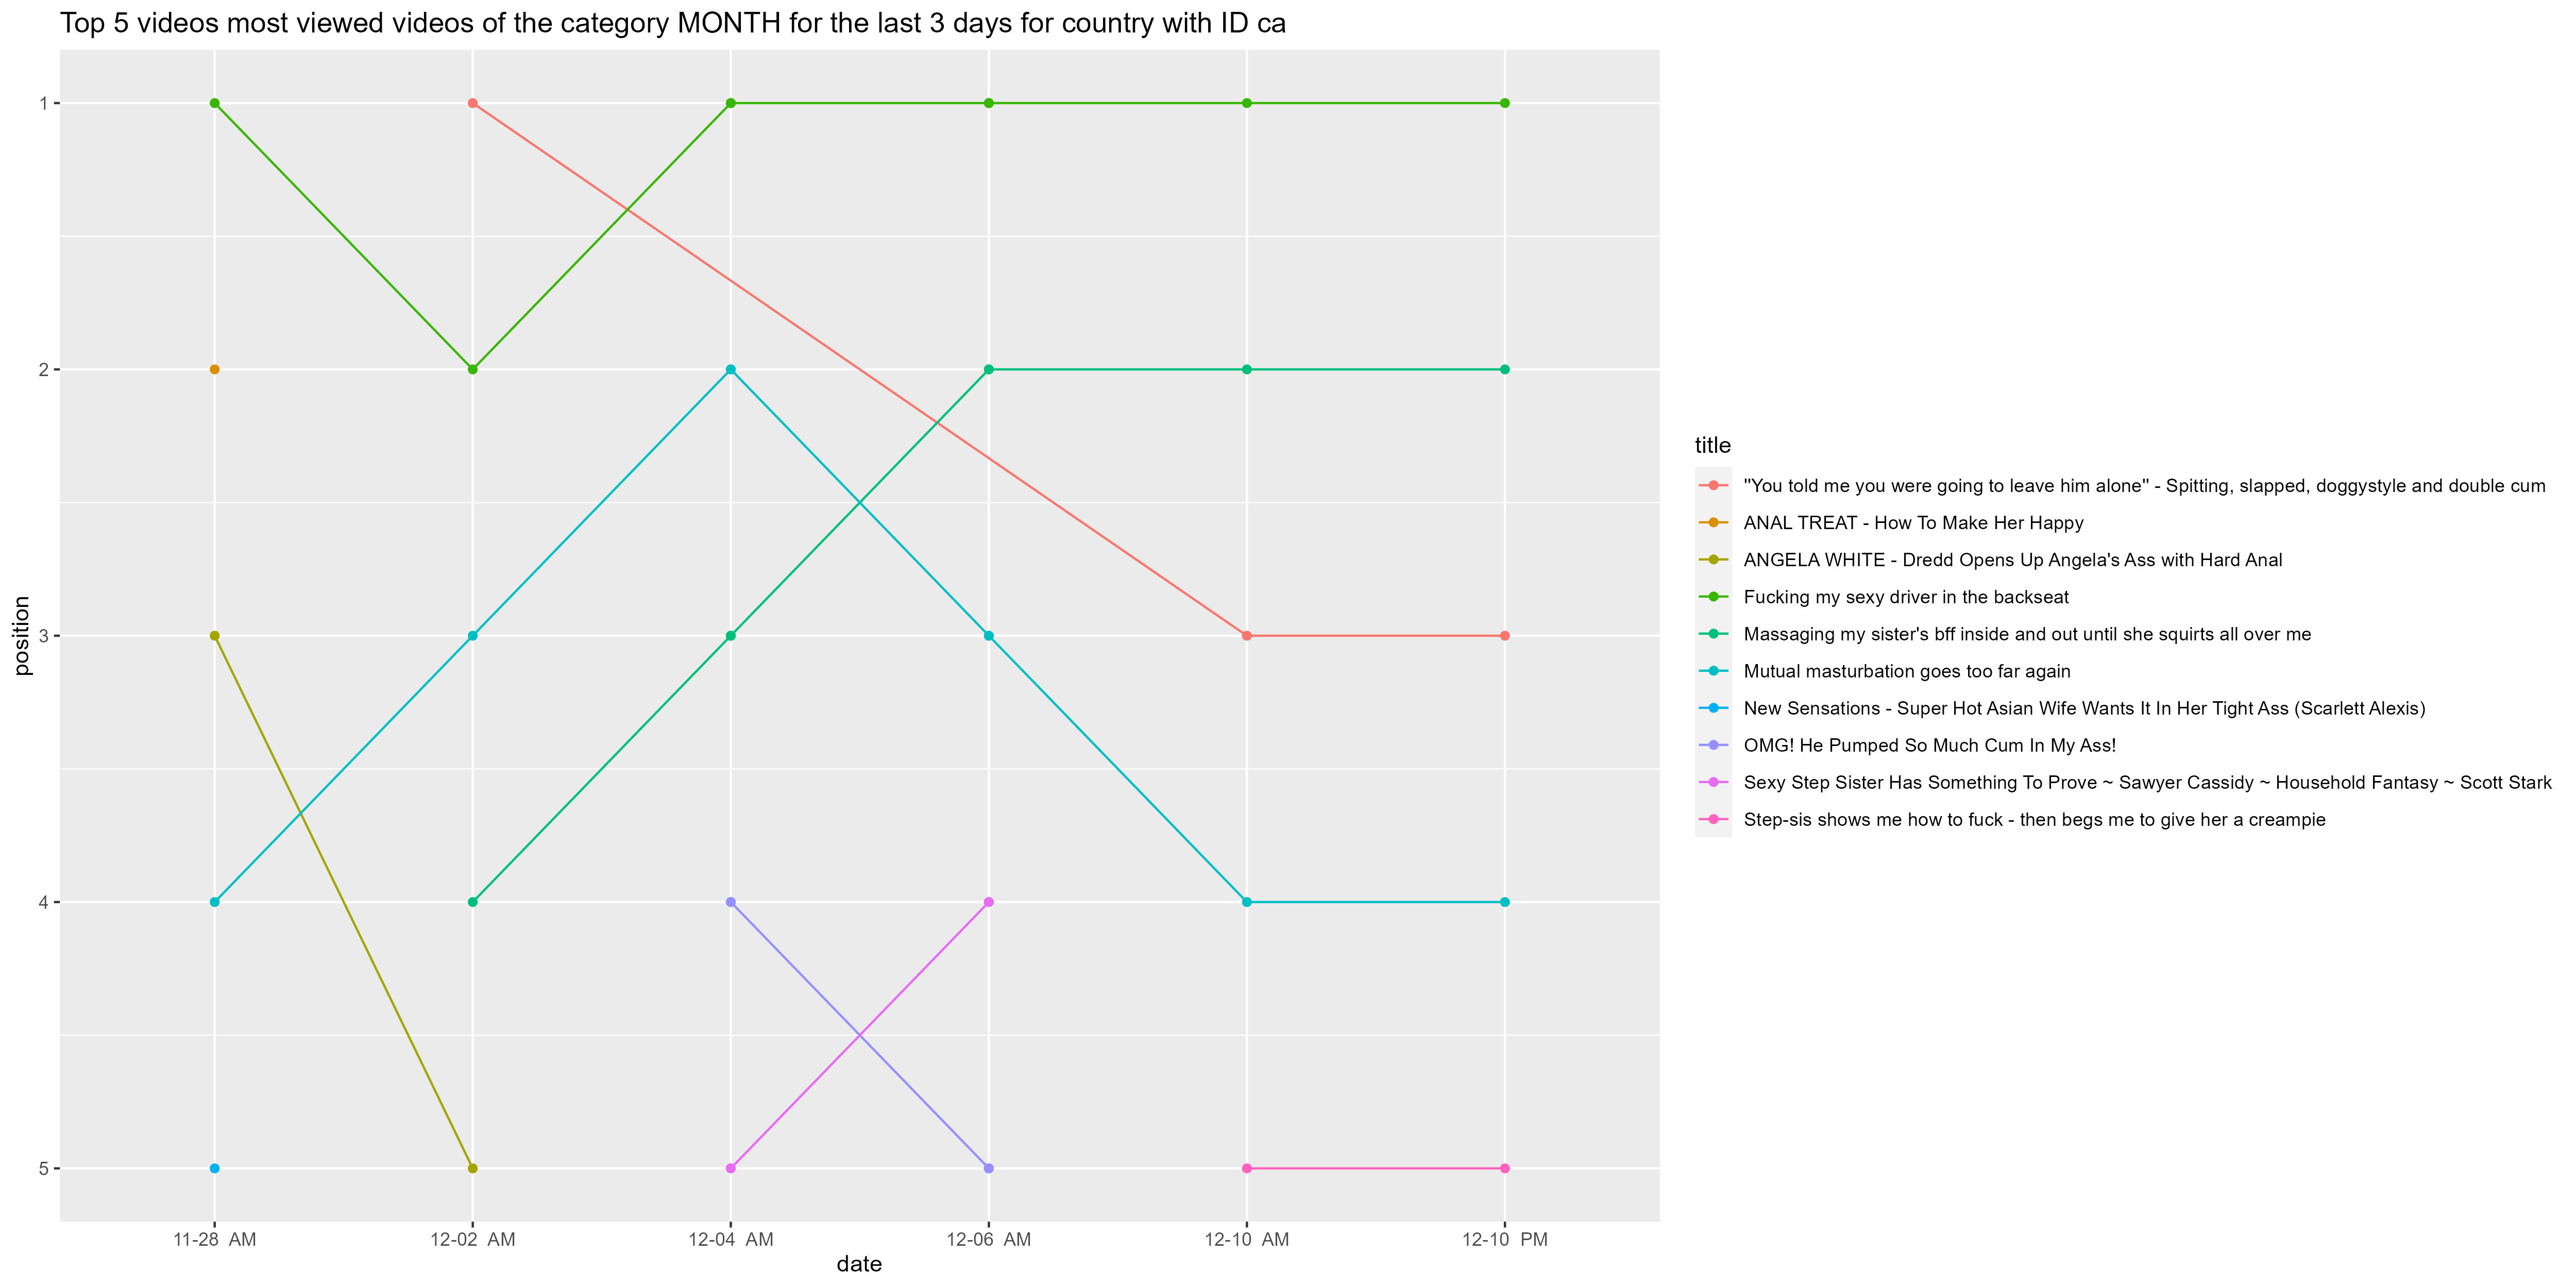 Top 5 videos most viewed videos of the category MONTH for the last 3 days for country with ID ca
1
2
3
4
5
position
11-28 AM
12-02 AM
12-04 AM
12-06 AM
12-10 AM
12-10 PM
date
title
"You told me you were going to leave him alone" - Spitting, slapped, doggystyle and double cum
ANAL TREAT - How To Make Her Happy
ANGELA WHITE - Dredd Opens Up Angela's Ass with Hard Anal
Fucking my sexy driver in the backseat
Massaging my sister's bff inside and out until she squirts all over me
Mutual masturbation goes too far again
New Sensations - Super Hot Asian Wife Wants It In Her Tight Ass (Scarlett Alexis)
OMG! He Pumped So Much Cum In My Ass!
Sexy Step Sister Has Something To Prove ~ Sawyer Cassidy ~ Household Fantasy ~ Scott Stark
Step-sis shows me how to fuck - then begs me to give her a creampie